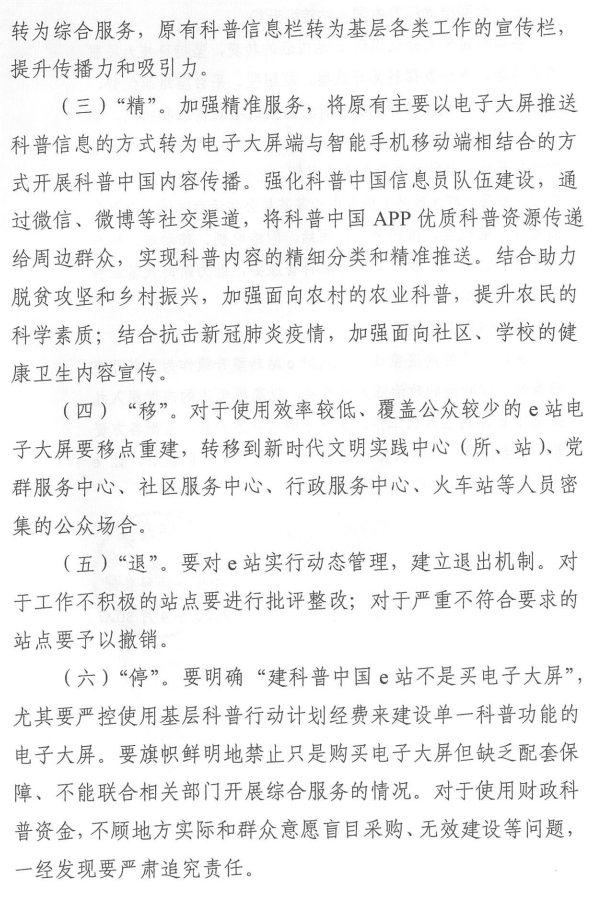 转为综合服务，原有科普信息栏转为基层各类工作的宣传栏，
提升传播力和吸引力。
（三）“精”。加强精准服务，将原有主要以电子大屏推送
科普信息的方式转为电子大屏端与智能手机移动端相结合的方
式开展科普中国内容传播。强化科普中国信息员队伍建设，通
过微信、微博等社交渠道，将科普中国 APP 优质科普资源传递
给周边群众，实现科普内容的精细分类和精准推送。结合助力
脱贫攻坚和乡村振兴，加强面向农村的农业科普，提升农民的
科学素质；结合抗击新冠肺炎疫情，加强面向社区、学校的健
康卫生内容宣传。
（四）“移”。对于使用效率较低、覆盖公众较少的 e 站电
子大屏要移点重建，转移到新时代文明实践中心（所、站）、党
群服务中心、社区服务中心、行政服务中心、火车站等人员密
集的公众场合。
（五）“退”。要对 e 站实行动态管理，建立退出机制。对
于工作不积极的站点要进行批评整改；对于严重不符合要求的
站点要予以撤销。
（六）“停”。要明确“建科普中国 e 站不是买电子大屏”，
尤其要严控使用基层科普行动计划经费来建设单一科普功能的
电子大屏。要旗帜鲜明地禁止只是购买电子大屏但缺乏配套保
障、不能联合相关部门开展综合服务的情况。对于使用财政科
普资金，不顾地方实际和群众意愿盲目采购、无效建设等问题，
一经发现要严肃追究责任。